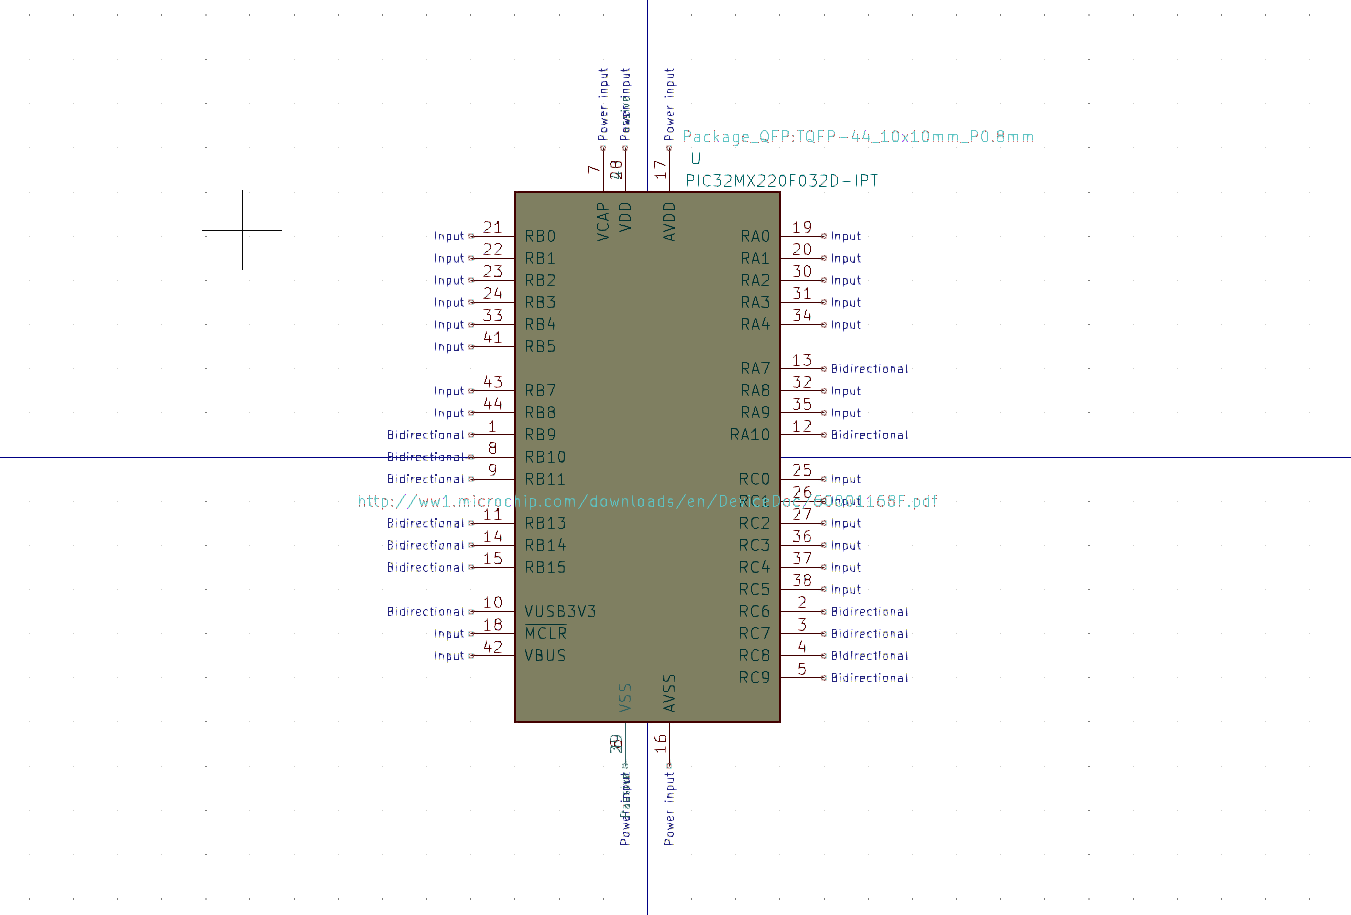 Power input
Power input
Power input
Package_QFP:TQFP-44_10x10mm_P0.8mm
U
PIC32MX220F032D-IPT
7
17
VCAP
VDD
AVDD
Input 21 RB0 RA0 19 Input
Input 22 RB1 RA1 20 Input
Input 23 RB2 RA2 30 Input
Input 24 RB3 RA3 31 Input
Input 33 RB4 RA4 34 Input
Input 41 RB5
RA7 13 Bidirectional
Input 43 RB7 RA8 32 Input
Input 44 RB8 RA9 35 Input
Bidirectional 1 RB9 RA10 12 Bidirectional
Bidirectional 8 RB10
Bidirectional 9 RB11 RC0 25 Input
http://ww1.microchip.com/downloads/en/DeviceDoc/60001168F.pdf
RC1 26 Input
Bidirectional 11 RB13 RC2 27 Input
Bidirectional 14 RB14 RC3 36 Input
Bidirectional 15 RB15 RC4 37 Input
RC5 38 Input
Bidirectional 10 VUSB3V3 RC6 2 Bidirectional
Input 18 MCLR RC7 3 Bidirectional
Input 42 VBUS RC8 4 Bidirectional
RC9 5 Bidirectional
VSS
AVSS
16
Power input
Power input